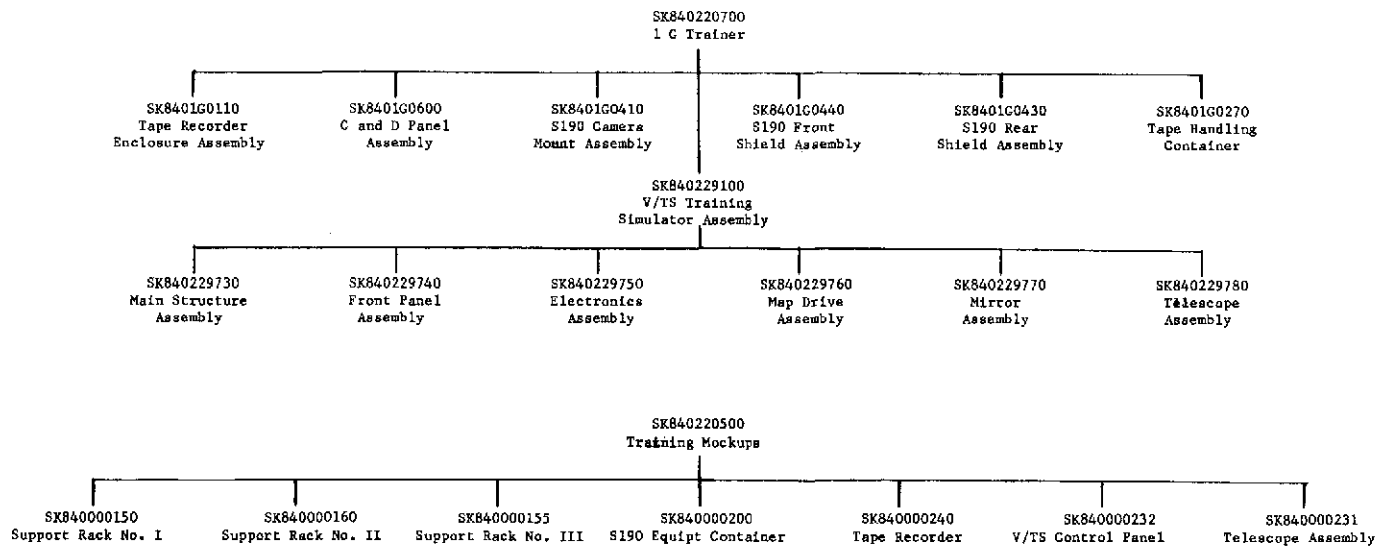 SK840220700
1 G Trainer
SK8401G0110
Tape Recorder
Enclosure Assembly
SK8401G0600
C and D Panel
Assembly
SK8401G0410
S190 Camera
Mount Assembly
SK8401G0440
S190 Front
Shield Assembly
SK8401G0430
S190 Rear
Shield Assembly
SK8401G0270
Tape Handling
Container
SK840229100
V/TS Training
Simulator Assembly
SK840229730
Main Structure
Assembly
SK840229740
Front Panel
Assembly
SK840229750
Electronics
Assembly
SK840229760
Map Drive
Assembly
SK840229770
Mirror
Assembly
SK840229780
Telescope
Assembly
SK840220500
Training Mockups
SK840000150
Support Rack No. I
SK840000160
Support Rack No. II
SK840000155
Support Rack No. III
SK840000200
S190 Equipt Container
SK840000240
Tape Recorder
SK840000232
V/TS Control Panel
SK840000231
Telescope Assembly